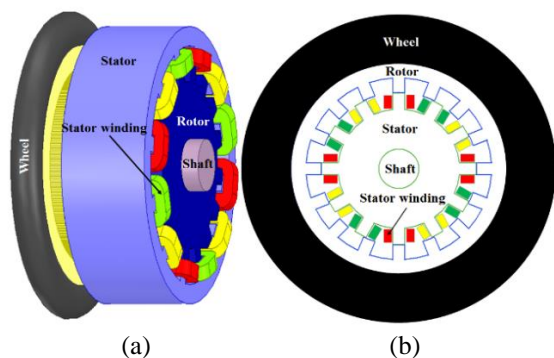 Stator
Stator winding
Rotor
Shaft
Wheel
(a)
Wheel
Rotor
Stator
Shaft
Stator winding
(b)